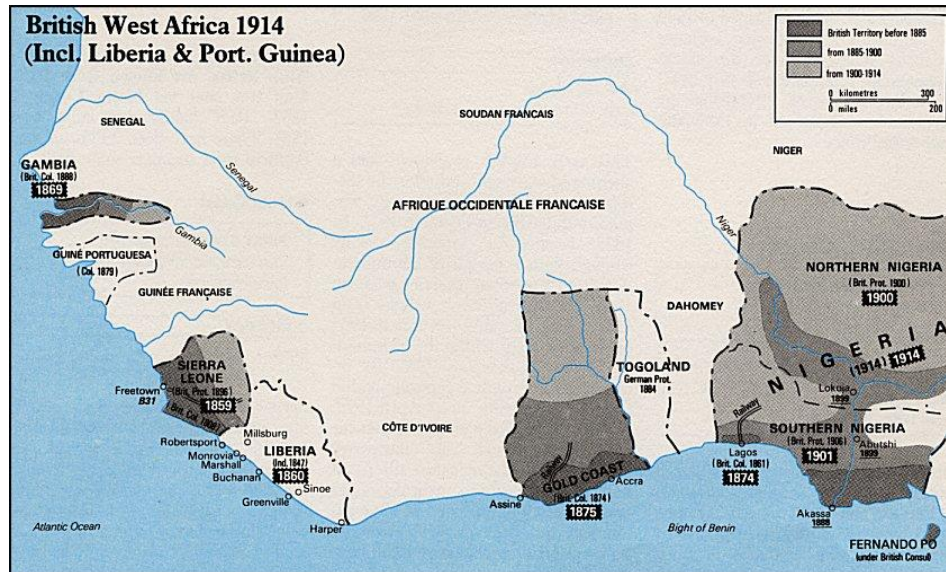 British West Africa 1914
(Incl. Liberia & Port. Guinea)
British Territory before 1885
from 1885-1900
from 1900-1914
0 kilometres 300
0 miles 200
SENEGAL
SOUDAN FRANCAIS
NIGER
GAMBIA
(Brit. Col. 1888)
1869
Senegal
AFRIQUE OCCIDENTALE FRANCAISE
Niger
Gambia
GUINÉ PORTUGUESA
(Col. 1879)
GUINÉE FRANÇAISE
NORTHERN NIGERIA
(Brit. Prot. 1900)
1900
DAHOMEY
NIGERIA
(1914) 1914
TOGOLAND
German Prot.
1884
SIERRA
LEONE
(Brit. Prot. 1896)
1859
Freetown
B31
Lokoja
1899
Railway
Robertsport
Millsburg
Monrovia
Marshall
Buchanan
LIBERIA
(Ind. 1847)
1860
Sinoe
Greenville
Harper
CÔTE D'IVOIRE
Railway
GOLD COAST
(Brit. Col. 1874)
1875
Assine
Accra
Lagos
(Brit. Col. 1861)
1874
SOUTHERN NIGERIA
(Brit. Prot. 1906)
1901
Abutshi
1899
Akassa
1888
Atlantic Ocean
Bight of Benin
FERNANDO PO
(under British Consul)